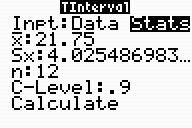 TInterval
Inpt:Data Stats
x̄:21.75
Sx:4.025486983…
n:12
C-Level:.9
Calculate